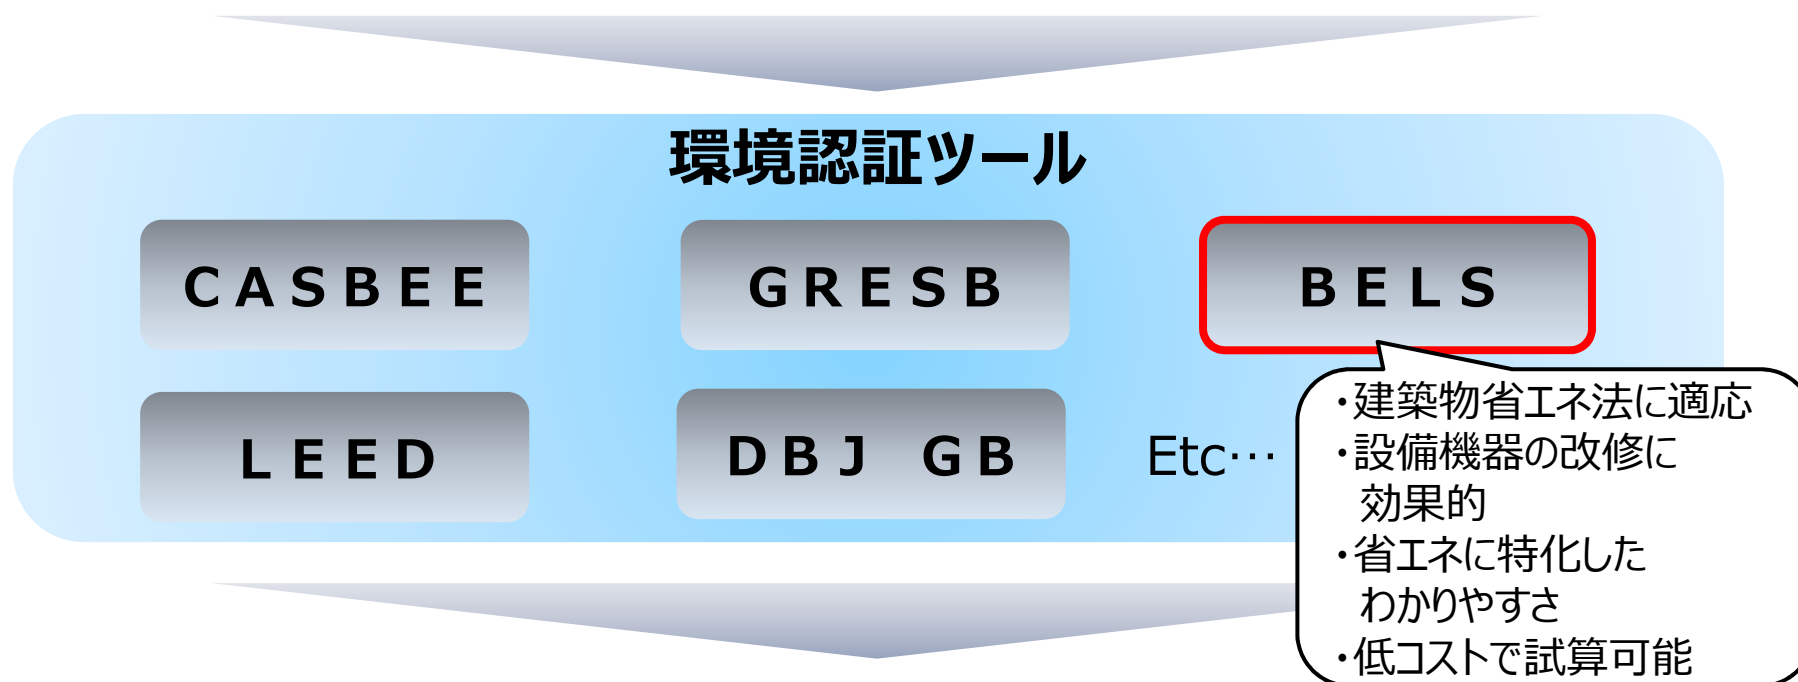 環境認証ツール
CASBEE
GRESB
BELS
LEED
DBJ GB
Etc…
・建築物省エネ法に適応
・設備機器の改修に
効果的
・省エネに特化した
わかりやすさ
・低コストで試算可能